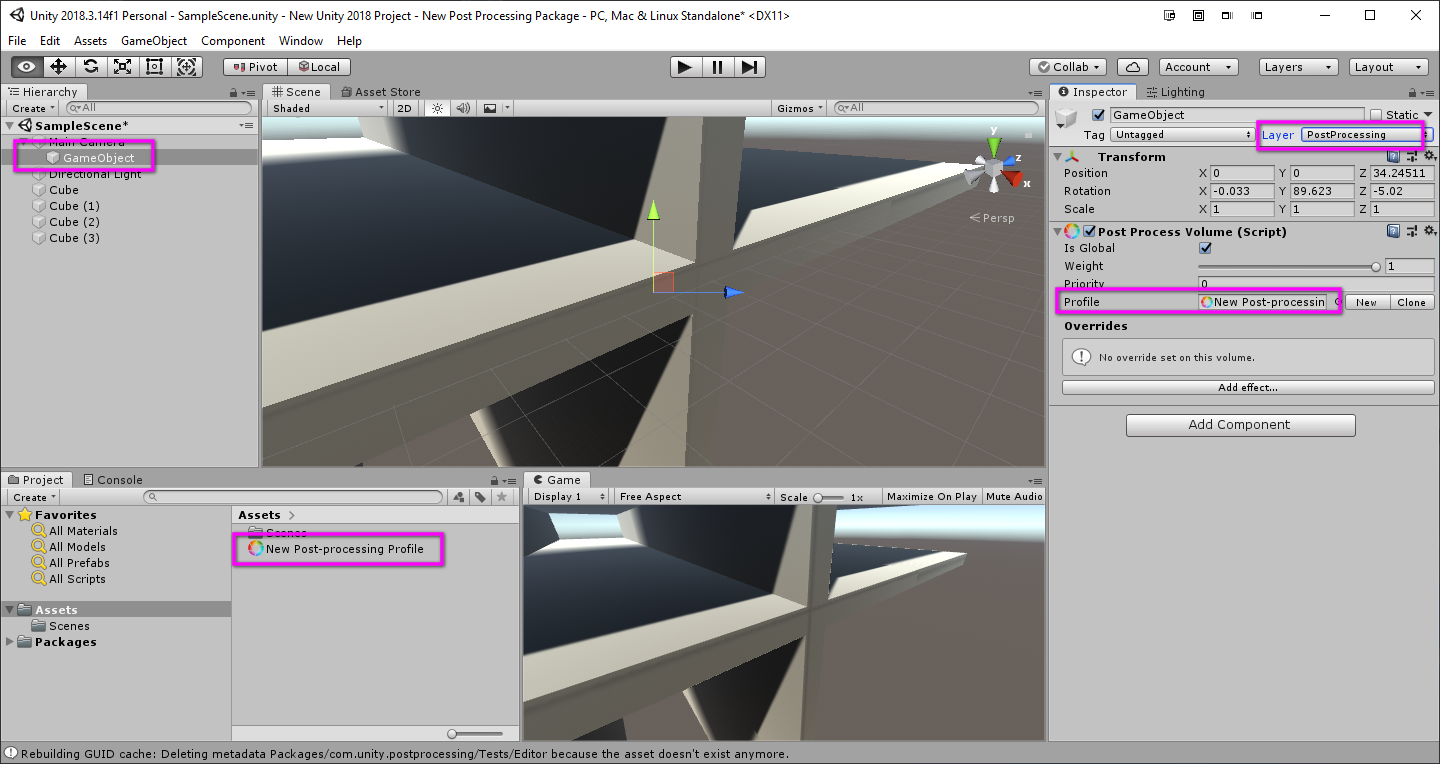 Unity 2018.3.14f1 Personal - SampleScene.unity - New Unity 2018 Project - New Post Processing Package - PC, Mac & Linux Standalone* <DX11>
File Edit Assets GameObject Component Window Help
Pivot Local Collab Account Layers Layout
Hierarchy
Create All
SampleScene*
Main Camera
GameObject
Directional Light
Cube
Cube (1)
Cube (2)
Cube (3)
Scene Asset Store
Shaded 2D Gizmos All
y
z
x
Persp
Inspector Lighting
GameObject Static
Tag Untagged Layer PostProcessing
Transform
Position X 0 Y 0 Z 34.24511
Rotation X -0.033 Y 89.623 Z -5.02
Scale X 1 Y 1 Z 1
Post Process Volume (Script)
Is Global
Weight 1
Priority 0
Profile New Post-processin New Clone
Overrides
No override set on this volume.
Add effect...
Add Component
Project Console
Create
Favorites
All Materials
All Models
All Prefabs
All Scripts
Assets
Scenes
Packages
Assets
Scenes
New Post-processing Profile
Game
Display 1 Free Aspect Scale 1x Maximize On Play Mute Audio
Rebuilding GUID cache: Deleting metadata Packages/com.unity.postprocessing/Tests/Editor because the asset doesn't exist anymore.